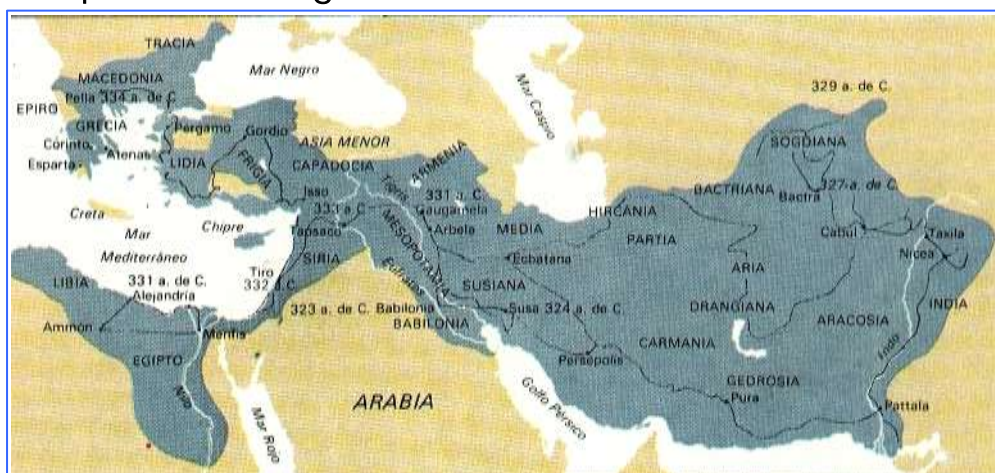 TRACIA
Mar Negro
MACEDONIA
Pella 334 a. de C.
EPIRO
GRECIA
Pérgamo
Gordio
Corinto
Atenas
Esparta
LIDIA
FRIGIA
ASIA MENOR
CAPADOCIA
ARMENIA
Mar Caspio
329 a. de C.
SOGDIANA
BACTRIANA
Bactra
327 a. de C.
Isso
333 a C.
Tigris
331 a. C.
Gaugamela
Arbela
MEDIA
HIRCANIA
PARTIA
Cabul
Taxila
Nicea
Creta
Chipre
Tapsaco
Mar
Mediterráneo
SIRIA
MESOPOTAMIA
Eufrates
Ecbatana
ARIA
DRANGIANA
INDIA
LIBIA
331 a. de C.
Alejandría
Tiro
332 a.C.
323 a. de C. Babilonia
BABILONIA
SUSIANA
Susa 324 a. de C.
ARACOSIA
Ammón
Menfis
EGIPTO
Nilo
Persépolis
CARMANIA
Indo
GEDROSIA
Pura
Pattala
ARABIA
Mar Rojo
Golfo Pérsico